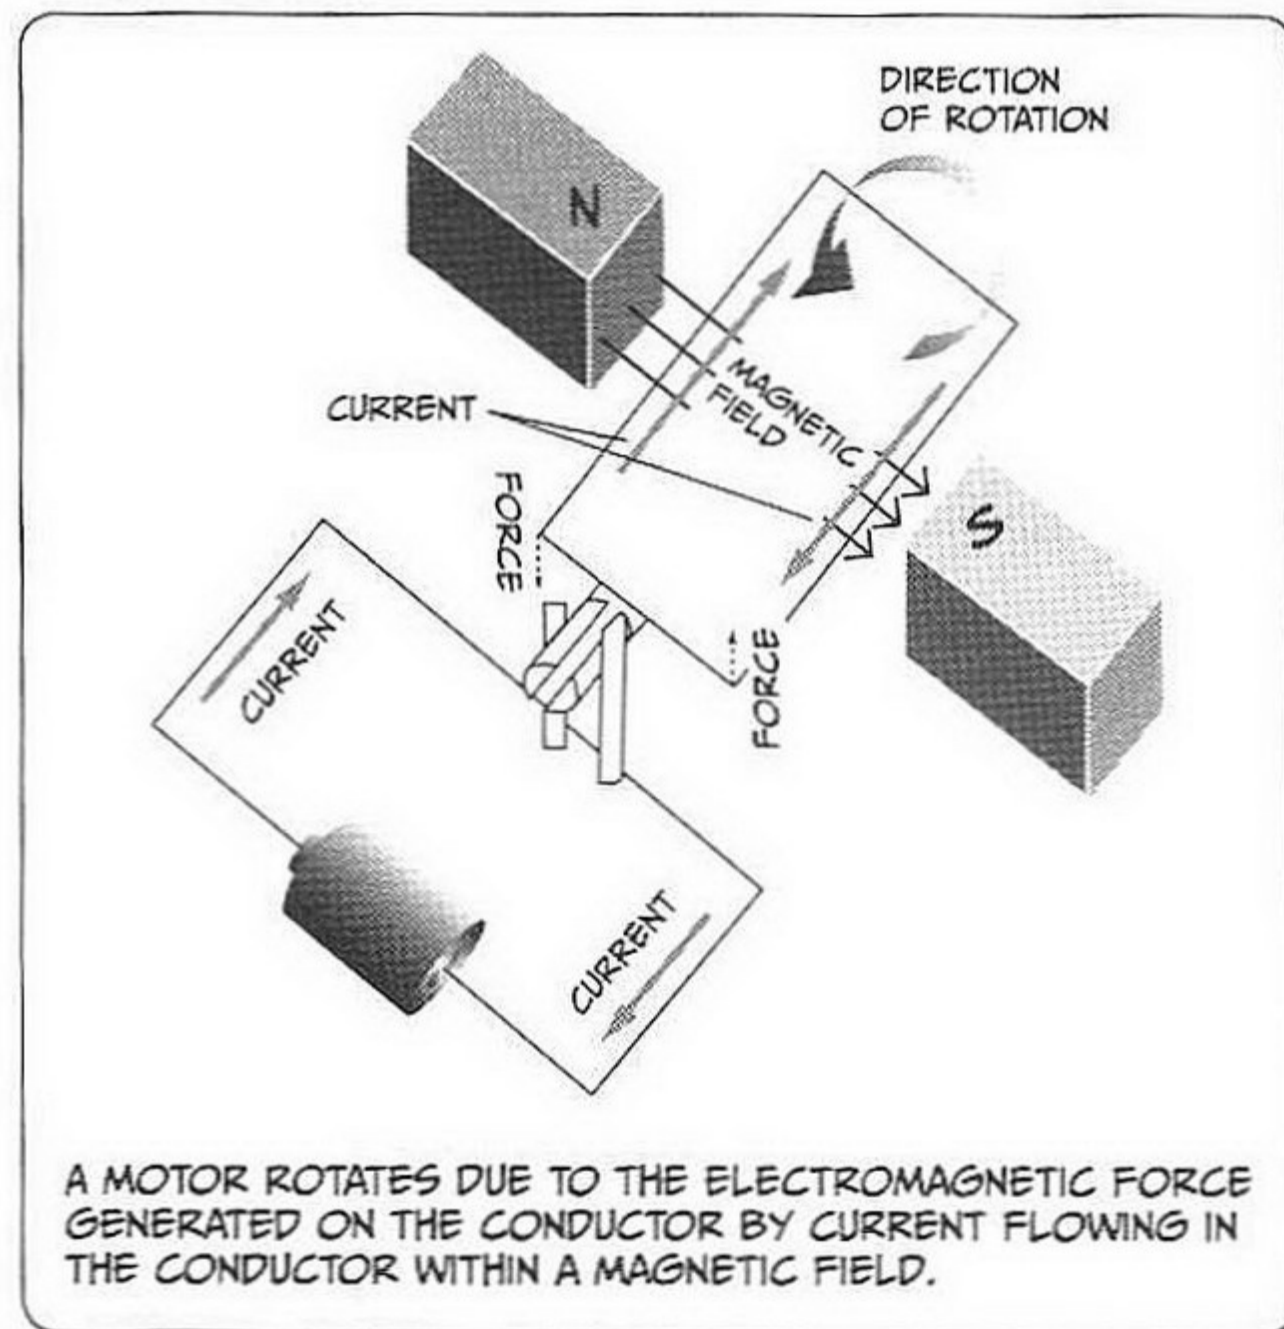 DIRECTION
OF ROTATION
N
MAGNETIC
FIELD
CURRENT
FORCE
S
FORCE
CURRENT
CURRENT
A MOTOR ROTATES DUE TO THE ELECTROMAGNETIC FORCE
GENERATED ON THE CONDUCTOR BY CURRENT FLOWING IN
THE CONDUCTOR WITHIN A MAGNETIC FIELD.